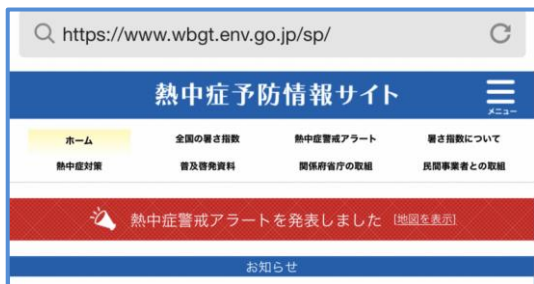 https://www.wbgt.env.go.jp/sp/
熱中症予防情報サイト
メニュー
ホーム 全国の暑さ指数 熱中症警戒アラート 暑さ指数について
熱中症対策 普及啓発資料 関係府省庁の取組 民間事業者との取組
熱中症警戒アラートを発表しました [地図を表示]
お知らせ